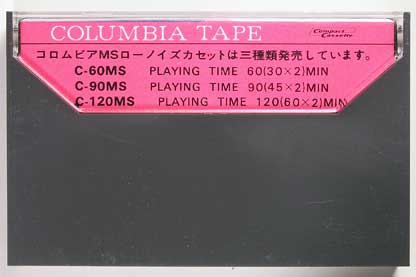 COLUMBIA TAPE
Compact
Cassette
コロムビアMSローノイズカセットは三種類発売しています。
C-60MS PLAYING TIME 60(30×2)MIN
C-90MS PLAYING TIME 90(45×2)MIN
C-120MS PLAYING TIME 120(60×2)MIN